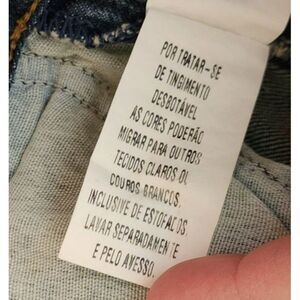 POR TRATAR-SE
DE TINGIMENTO
DESBOTÁVEL
AS CORES PODERÃO
MIGRAR PARA OUTROS
TECIDOS CLAROS OU
COUROS BRANCOS,
INCLUSIVE DE ESTOFADOS
LAVAR SEPARADAMENTE
E PELO AVESSO.